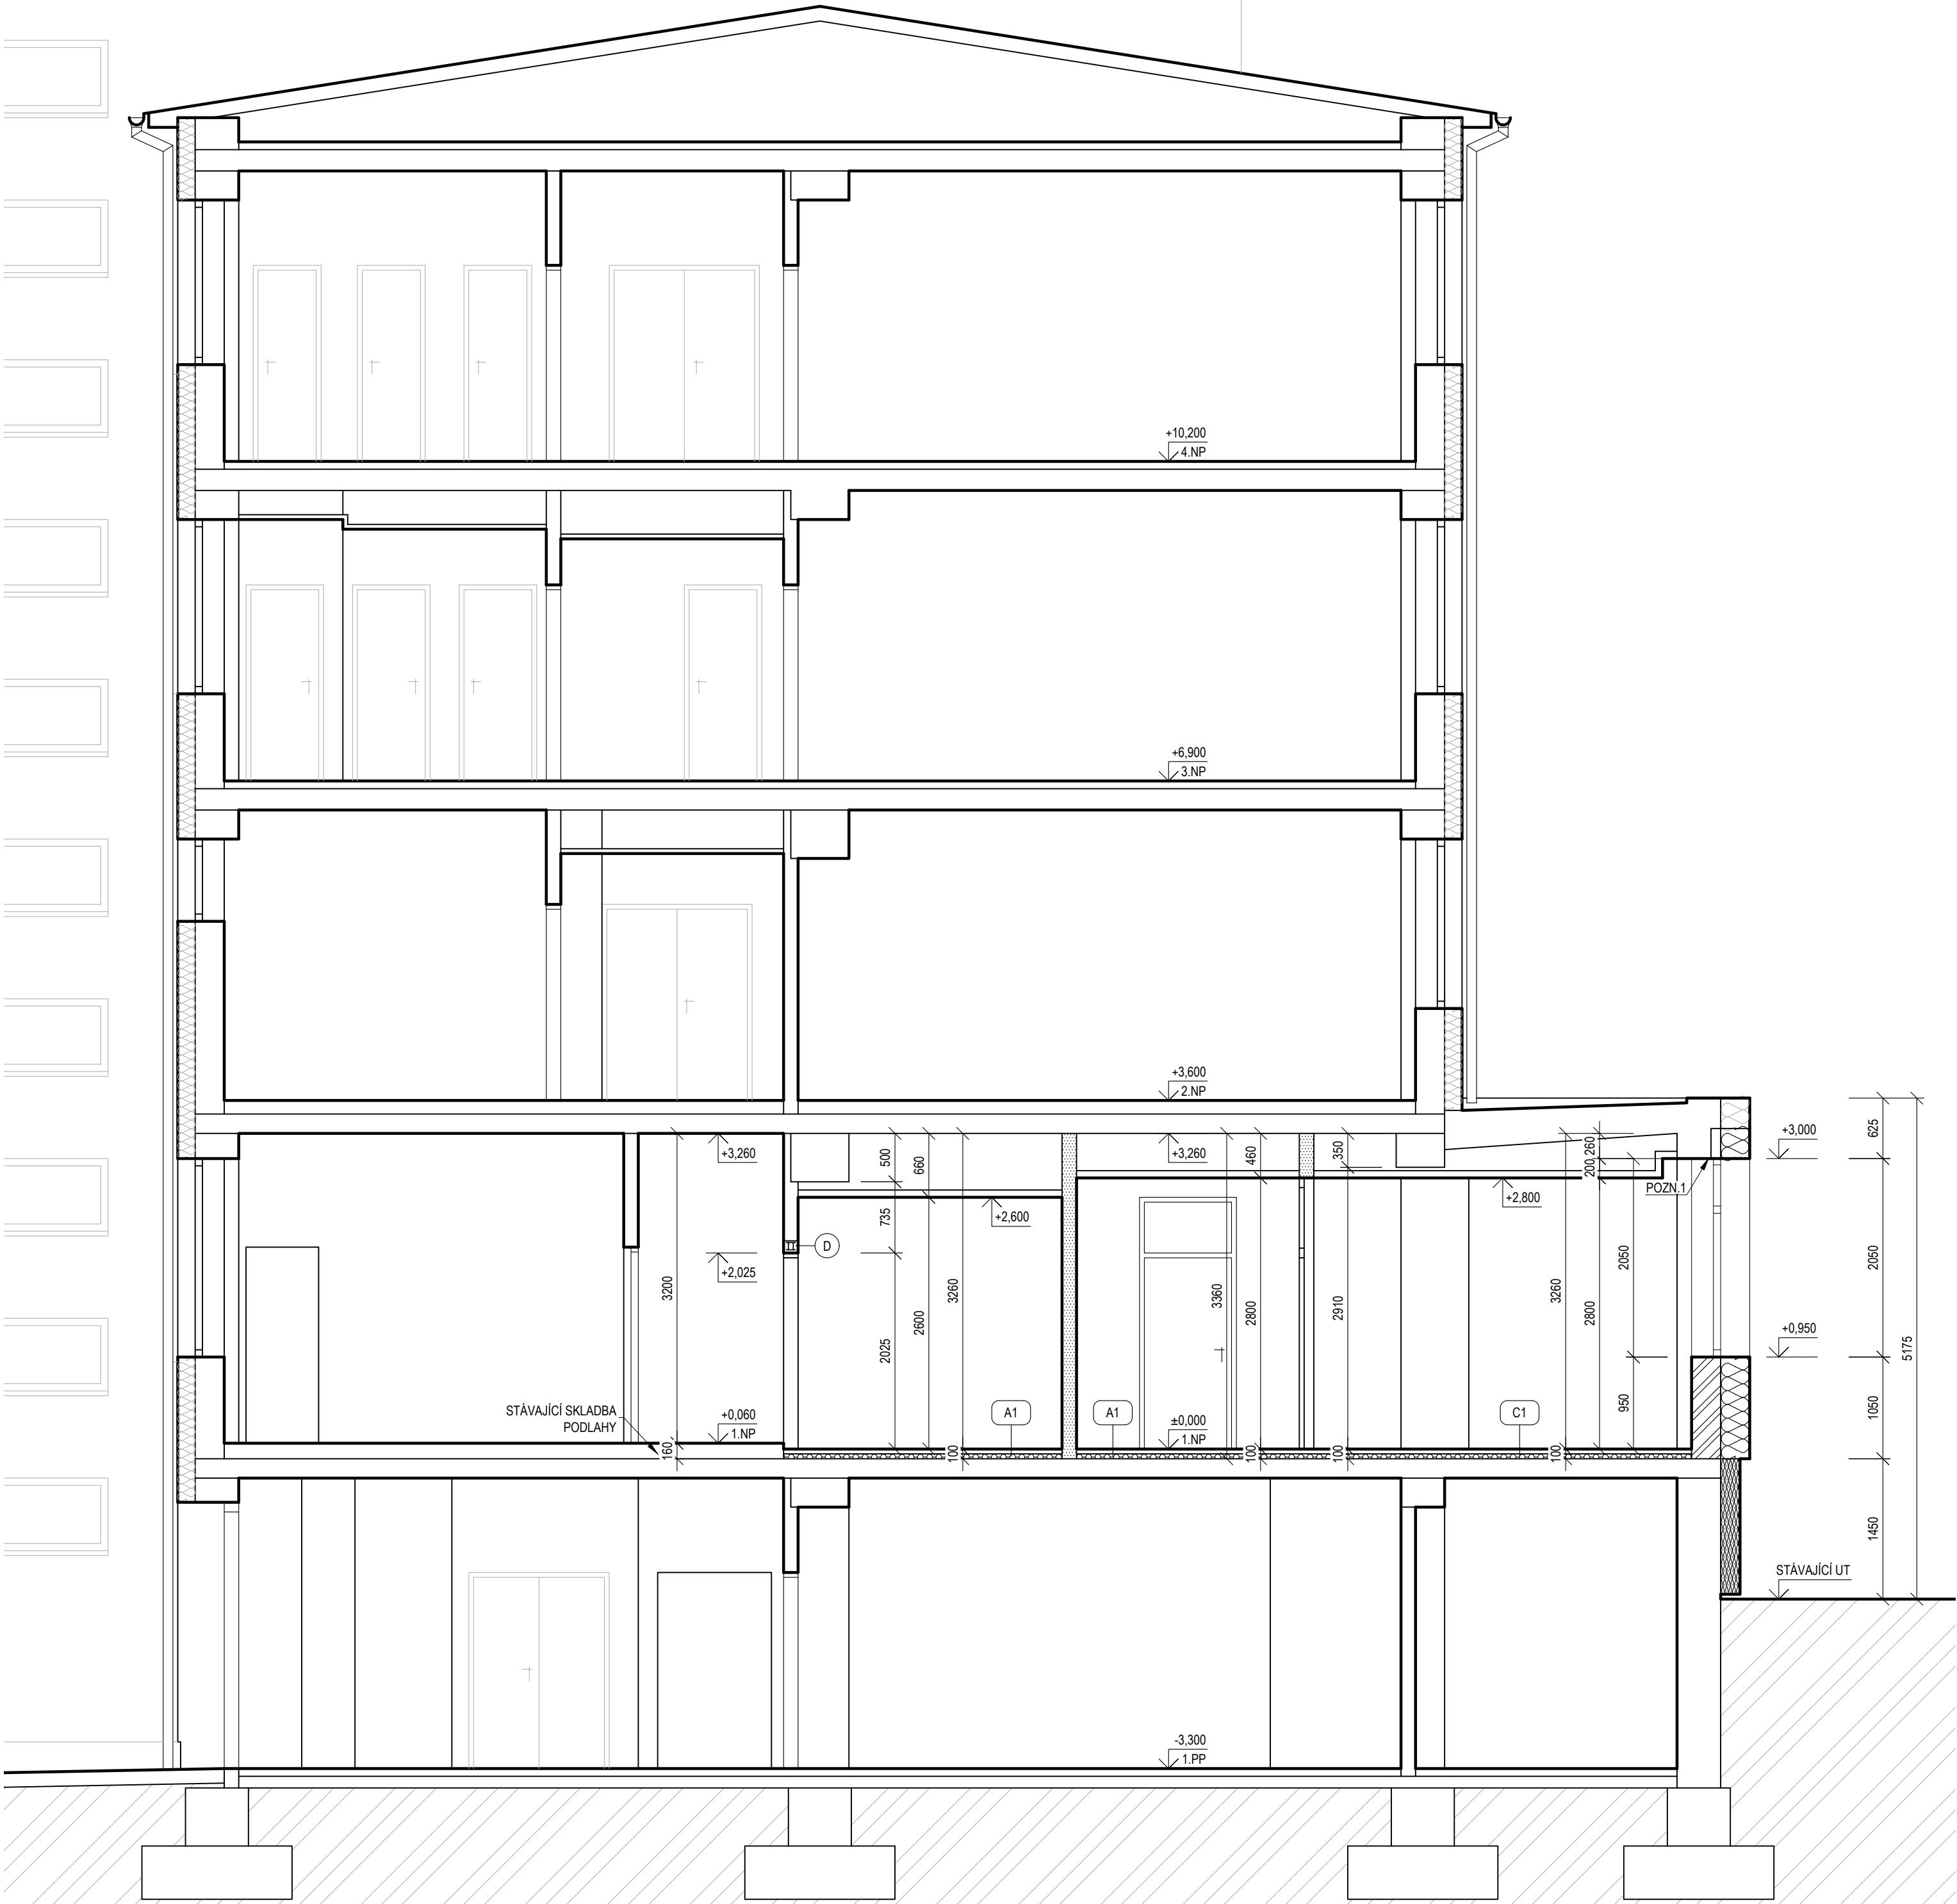 +10,200
4.NP
+6,900
3.NP
+3,600
2.NP
+3,260
500
660
+3,260
460
350
260
200
+3,000
625
POZN.1
+2,800
+2,600
735
D
+2,025
3200
3260
2600
2025
3360
2800
2910
3260
2800
2050
2050
+0,950
5175
950
1050
STÁVAJÍCÍ SKLADBA
PODLAHY
+0,060
1.NP
A1
A1
±0,000
1.NP
C1
160
100
100
100
100
1450
STÁVAJÍCÍ UT
-3,300
1.PP